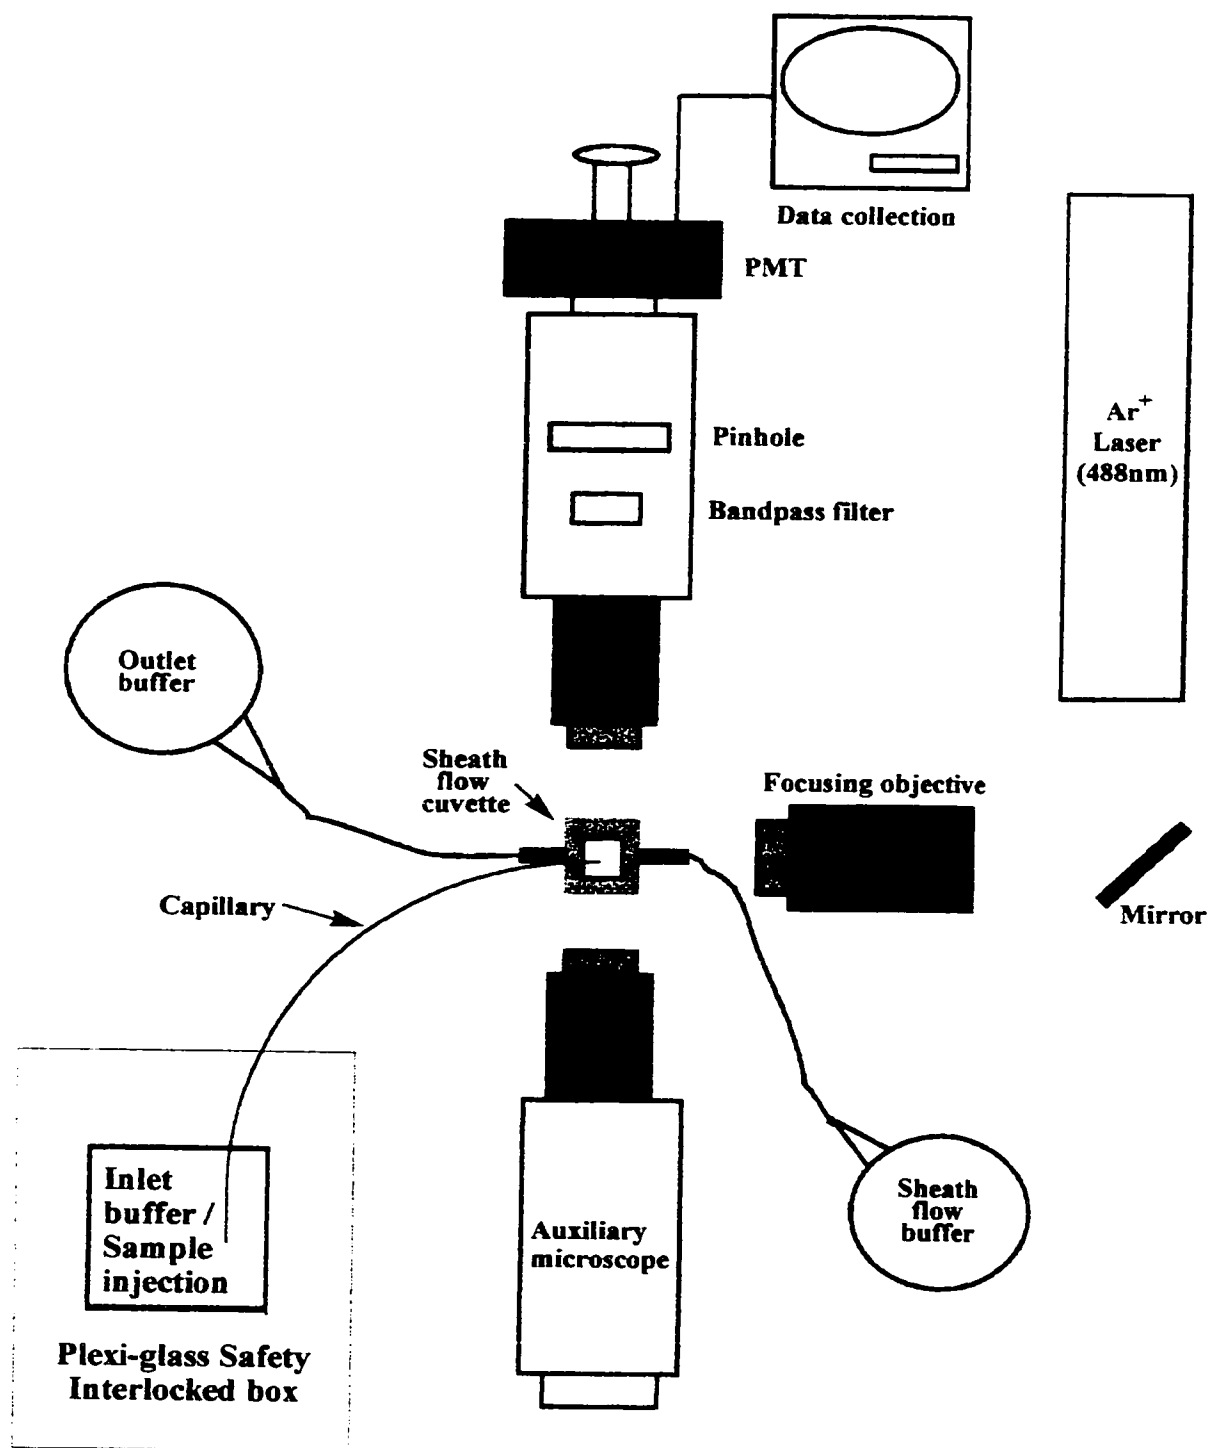 Data collection
PMT
Ar+
Laser
(488nm)
Pinhole
Bandpass filter
Outlet
buffer
Sheath
flow
cuvette
Focusing objective
Capillary
Mirror
Inlet
buffer /
Sample
injection
Auxiliary
microscope
Sheath
flow
buffer
Plexi-glass Safety
Interlocked box